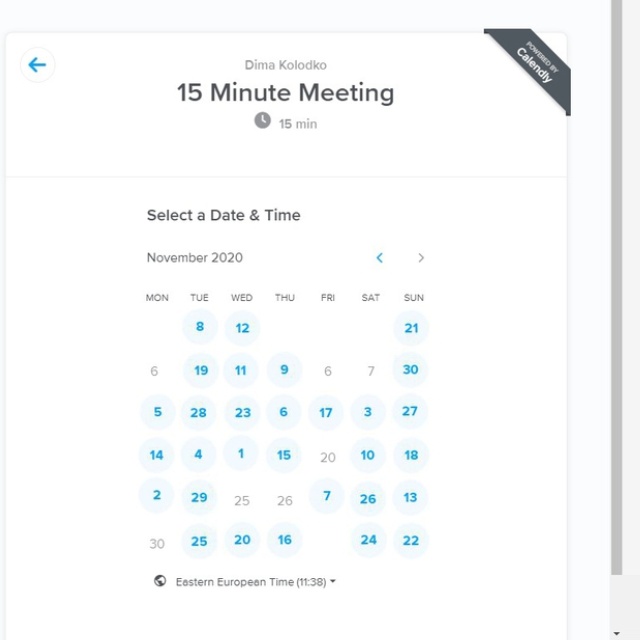 POWERED BY
Calendly
Dima Kolodko
15 Minute Meeting
15 min
Select a Date & Time
November 2020
MON TUE WED THU FRI SAT SUN
8 12 21
6 19 11 9 6 7 30
5 28 23 6 17 3 27
14 4 1 15 20 10 18
2 29 25 26 7 26 13
30 25 20 16 24 22
Eastern European Time (11:38)